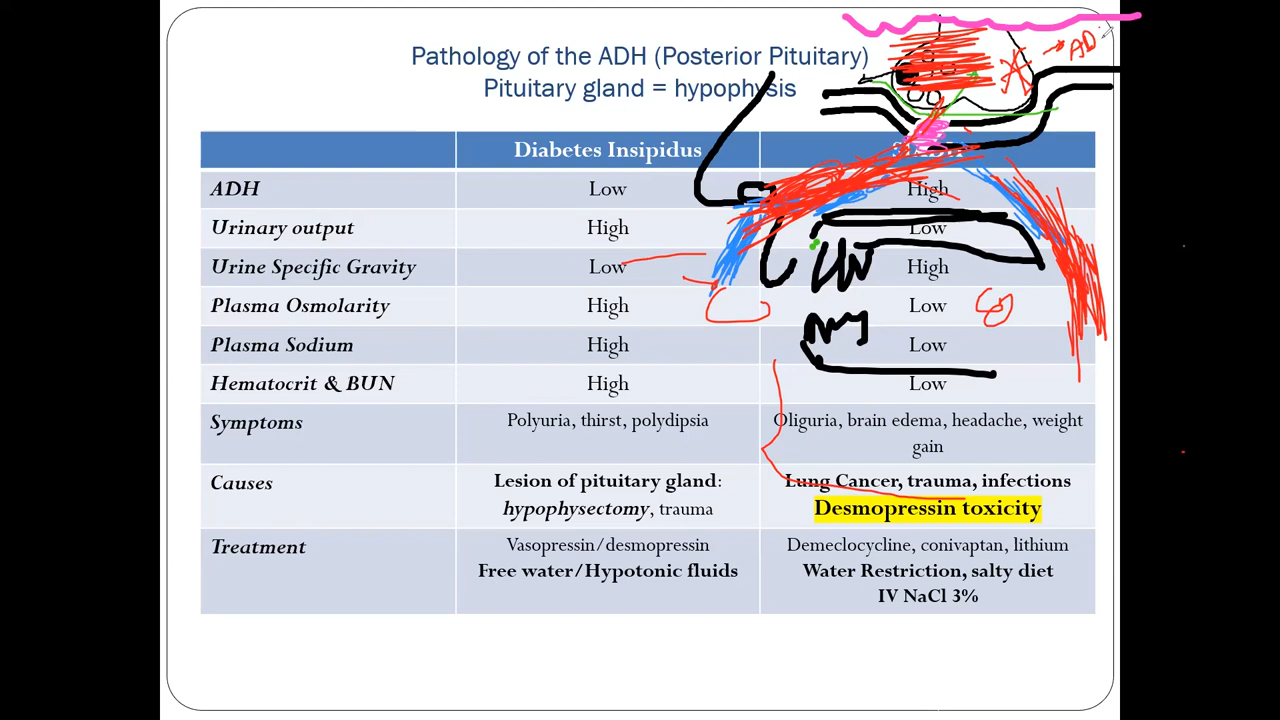 Pathology of the ADH (Posterior Pituitary)
Pituitary gland = hypophysis
Diabetes Insipidus
ADH Low High
Urinary output High Low
Urine Specific Gravity Low High
Plasma Osmolarity High Low
Plasma Sodium High Low
Hematocrit & BUN High Low
Symptoms Polyuria, thirst, polydipsia Oliguria, brain edema, headache, weight
gain
Causes Lesion of pituitary gland: Lung Cancer, trauma, infections
hypophysectomy, trauma Desmopressin toxicity
Treatment Vasopressin/desmopressin Demeclocycline, conivaptan, lithium
Free water/Hypotonic fluids Water Restriction, salty diet
IV NaCl 3%
AD